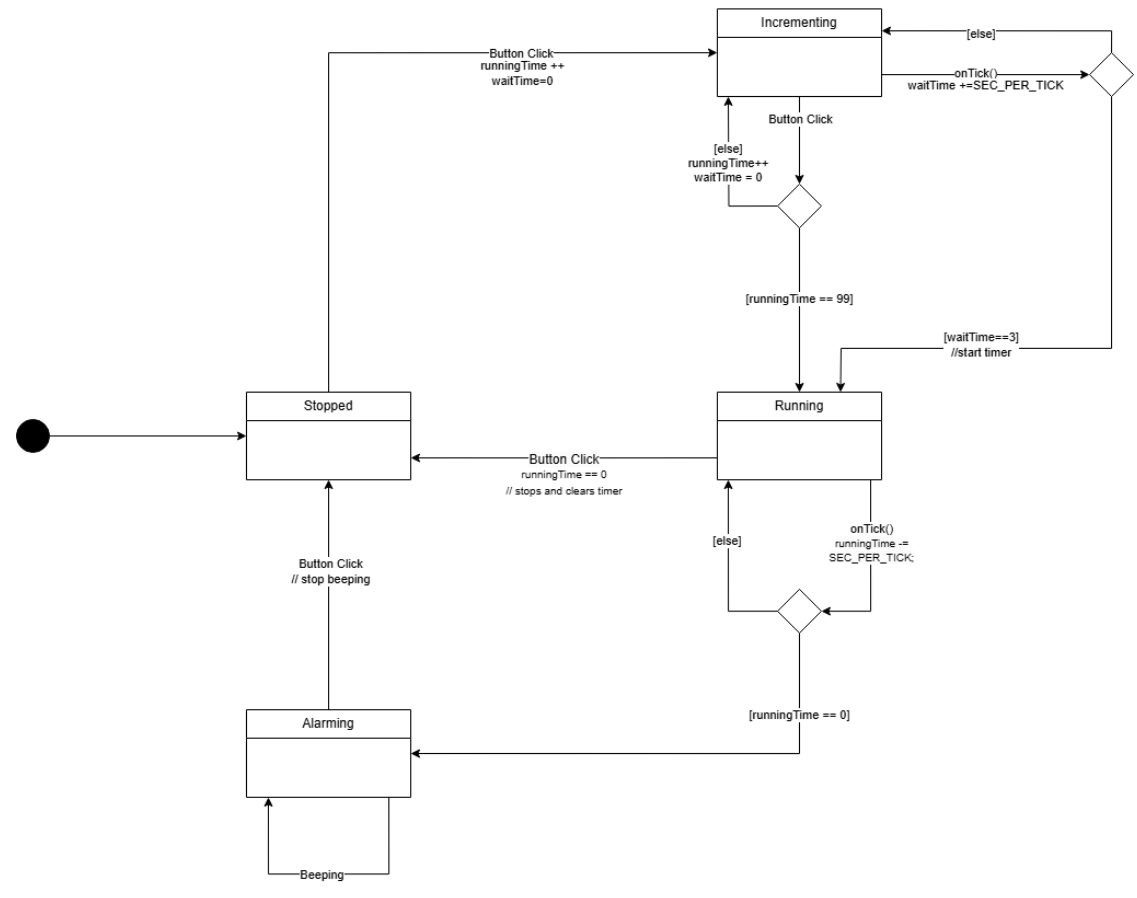 Incrementing
[else]
Button Click
runningTime ++
waitTime=0
onTick()
waitTime +=SEC_PER_TICK
Button Click
[else]
runningTime++
waitTime = 0
[runningTime == 99]
[waitTime==3]
//start timer
Stopped
Running
Button Click
runningTime == 0
// stops and clears timer
onTick()
runningTime -=
SEC_PER_TICK;
[else]
Button Click
// stop beeping
[runningTime == 0]
Alarming
Beeping